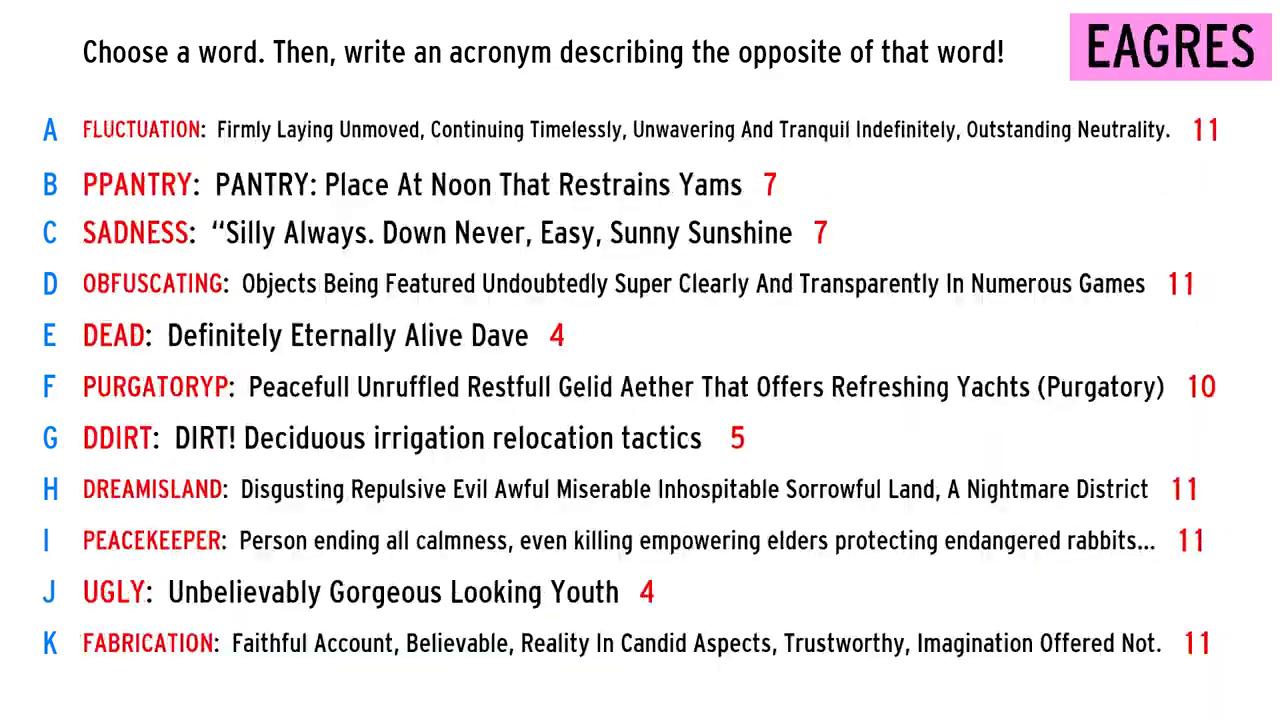 Choose a word. Then, write an acronym describing the opposite of that word!
EAGRES
A FLUCTUATION: Firmly Laying Unmoved, Continuing Timelessly, Unwavering And Tranquil Indefinitely, Outstanding Neutrality. 11
B PPANTRY: PANTRY: Place At Noon That Restrains Yams 7
C SADNESS: “Silly Always. Down Never, Easy, Sunny Sunshine 7
D OBFUSCATING: Objects Being Featured Undoubtedly Super Clearly And Transparently In Numerous Games 11
E DEAD: Definitely Eternally Alive Dave 4
F PURGATORYP: Peacefull Unruffled Restfull Gelid Aether That Offers Refreshing Yachts (Purgatory) 10
G DDIRT: DIRT! Deciduous irrigation relocation tactics 5
H DREAMISLAND: Disgusting Repulsive Evil Awful Miserable Inhospitable Sorrowful Land, A Nightmare District 11
I PEACEKEEPER: Person ending all calmness, even killing empowering elders protecting endangered rabbits... 11
J UGLY: Unbelievably Gorgeous Looking Youth 4
K FABRICATION: Faithful Account, Believable, Reality In Candid Aspects, Trustworthy, Imagination Offered Not. 11